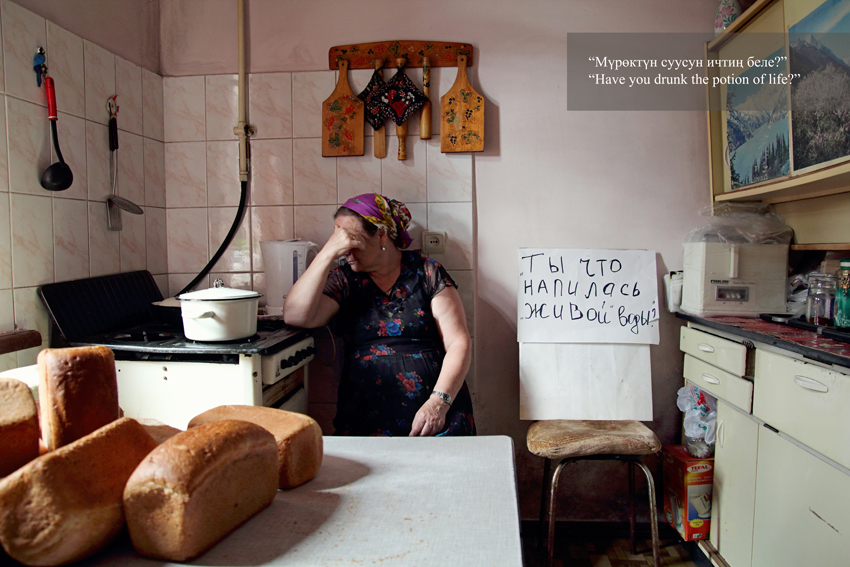 “Мүрөктүн суусун ичтиң беле?”
“Have you drunk the potion of life?”
„ТЫ ЧТО
НАПИЛАСЬ
ЖИВОЙ "воды"?